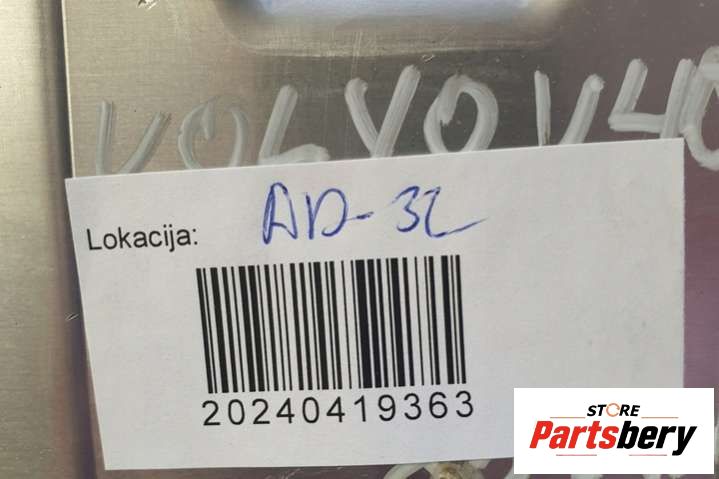 VOLVO V40
Lokacija: AD-32
20240419363
STORE
Partsbery